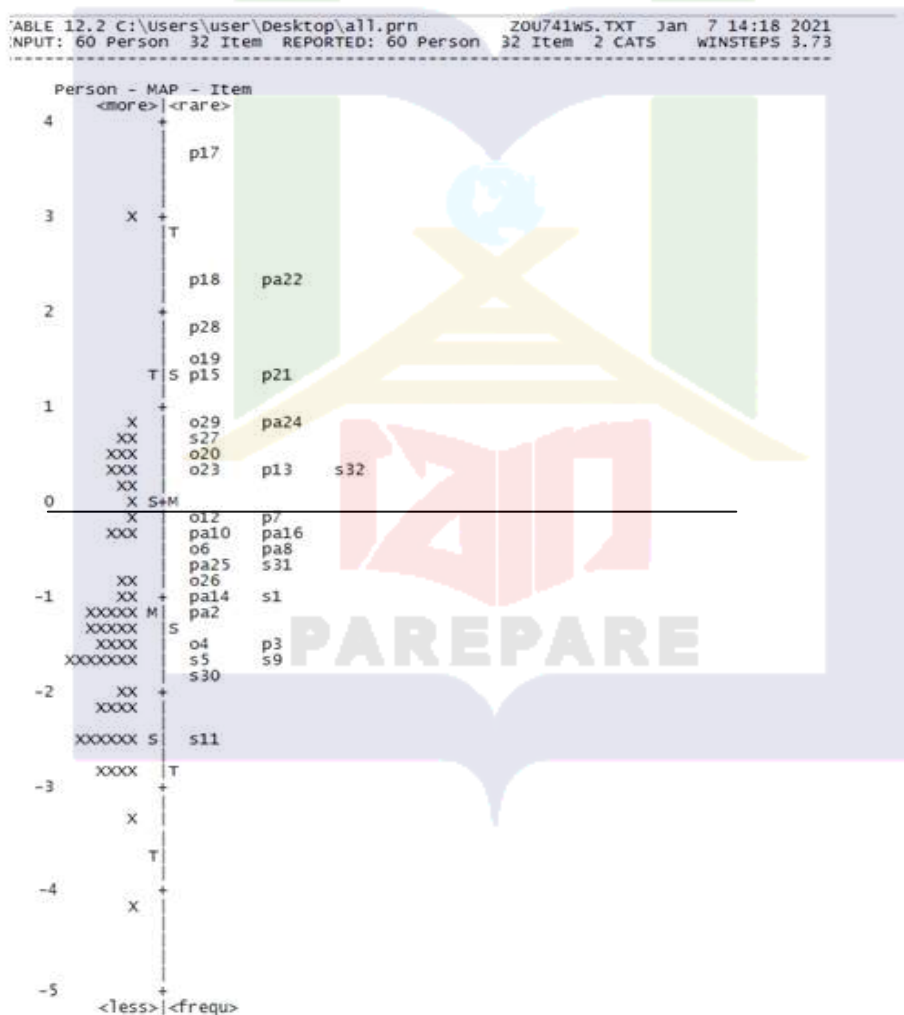 ABLE 12.2 C:\Users\user\Desktop\all.prn ZOU741WS.TXT Jan 7 14:18 2021
NPUT: 60 Person 32 Item REPORTED: 60 Person 32 Item 2 CATS WINSTEPS 3.73
--------------------------------------------------------------------------------
Person - MAP - Item
<more>|<rare>
4 +
|
| p17
|
|
|
3 X +
|T
|
|
| p18 pa22
|
2 +
| p28
|
| o19
T|S p15 p21
|
1 +
X | o29 pa24
XX | s27
XXX | o20
XXX | o23 p13 s32
XX |
0 X S+M
X | o12 p7
XXX | pa10 pa16
| o6 pa8
| pa25 s31
XX | o26
-1 XX + pa14 s1
XXXXX M| pa2
XXXXX |S
XXXX | o4 p3
XXXXXXX | s5 s9
| s30
-2 XX +
XXXX |
|
XXXXXX S| s11
|
XXXX |T
-3 +
|
X |
|
T|
|
-4 +
X |
|
|
|
|
-5 +
<less>|<frequ>
PAREPARE